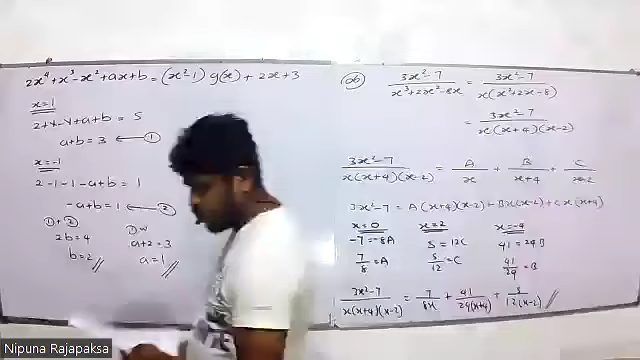 2x⁴ + x³ - x² + ax + b = (x²-1) g(x) + 2x + 3
x=1
2+1-1+a+b = 5
a+b = 3 ← ①
x=-1
2-1-1-a+b = 1
-a+b = 1 ← ②
①+②
2b = 4
b = 2 //
①⇒
a+2 = 3
a = 1 //
(3x²-7)/(x³+2x²-8x) = (3x²-7)/(x(x²+2x-8))
= (3x²-7)/(x(x+4)(x-2))
(3x²-7)/(x(x+4)(x-2)) = A/x + B/(x+4) + C/(x-2)
3x²-7 = A(x+4)(x-2) + Bx(x-2) + Cx(x+4)
x=0
-7 = -8A
7/8 = A
x=2
5 = 12C
5/12 = C
x=-4
41 = 24B
41/24 = B
(3x²-7)/(x(x+4)(x-2)) = 7/8x + 41/24(x+4) + 5/12(x-2) //
Nipuna Rajapaksa